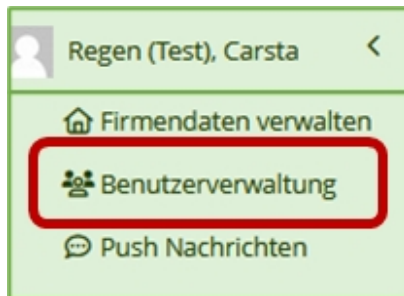 Regen (Test), Carsta
Firmendaten verwalten
Benutzerverwaltung
Push Nachrichten